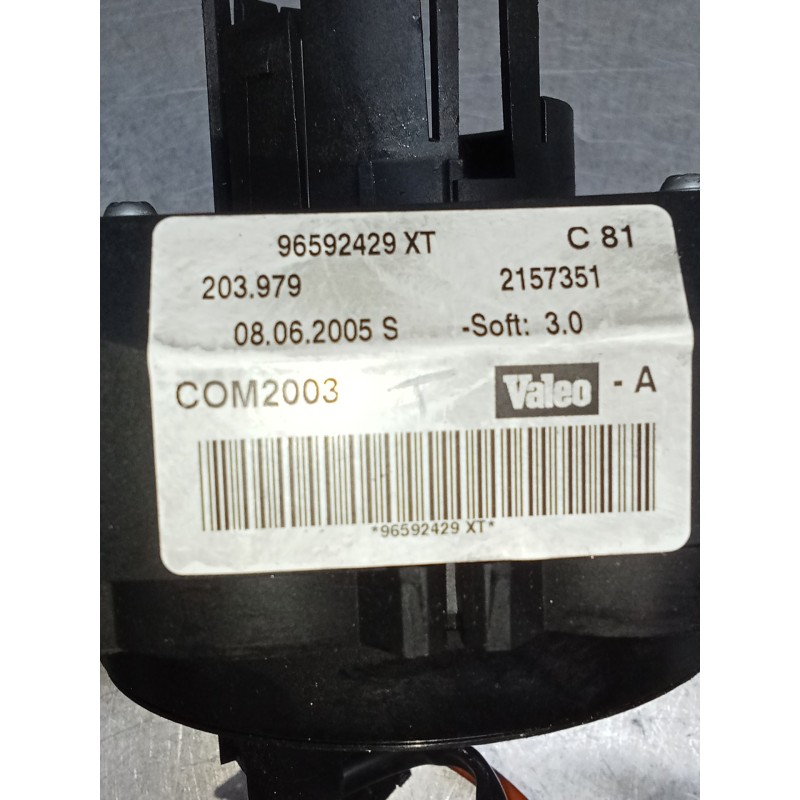 96592429 XT C 81
203.979 2157351
08.06.2005 S -Soft: 3.0
COM2003 Valeo - A
*96592429 XT*